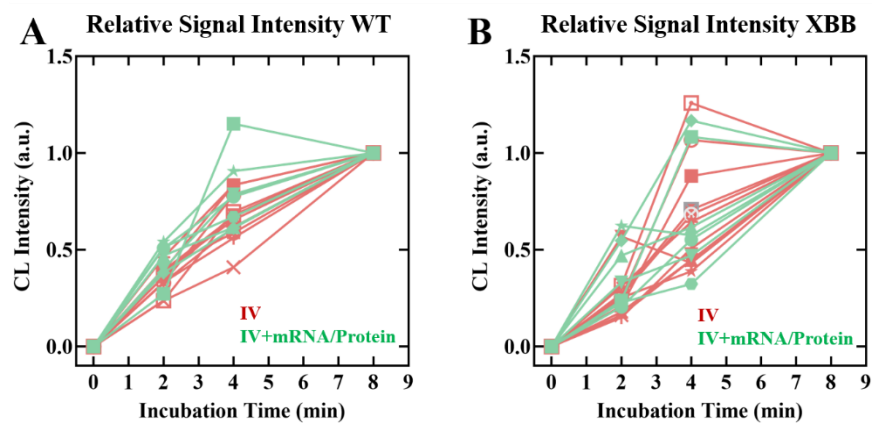 A Relative Signal Intensity WT
1.5
1.0
0.5
0.0
CL Intensity (a.u.)
0 1 2 3 4 5 6 7 8 9
Incubation Time (min)
IV
IV+mRNA/Protein
B Relative Signal Intensity XBB
1.5
1.0
0.5
0.0
CL Intensity (a.u.)
0 1 2 3 4 5 6 7 8 9
Incubation Time (min)
IV
IV+mRNA/Protein